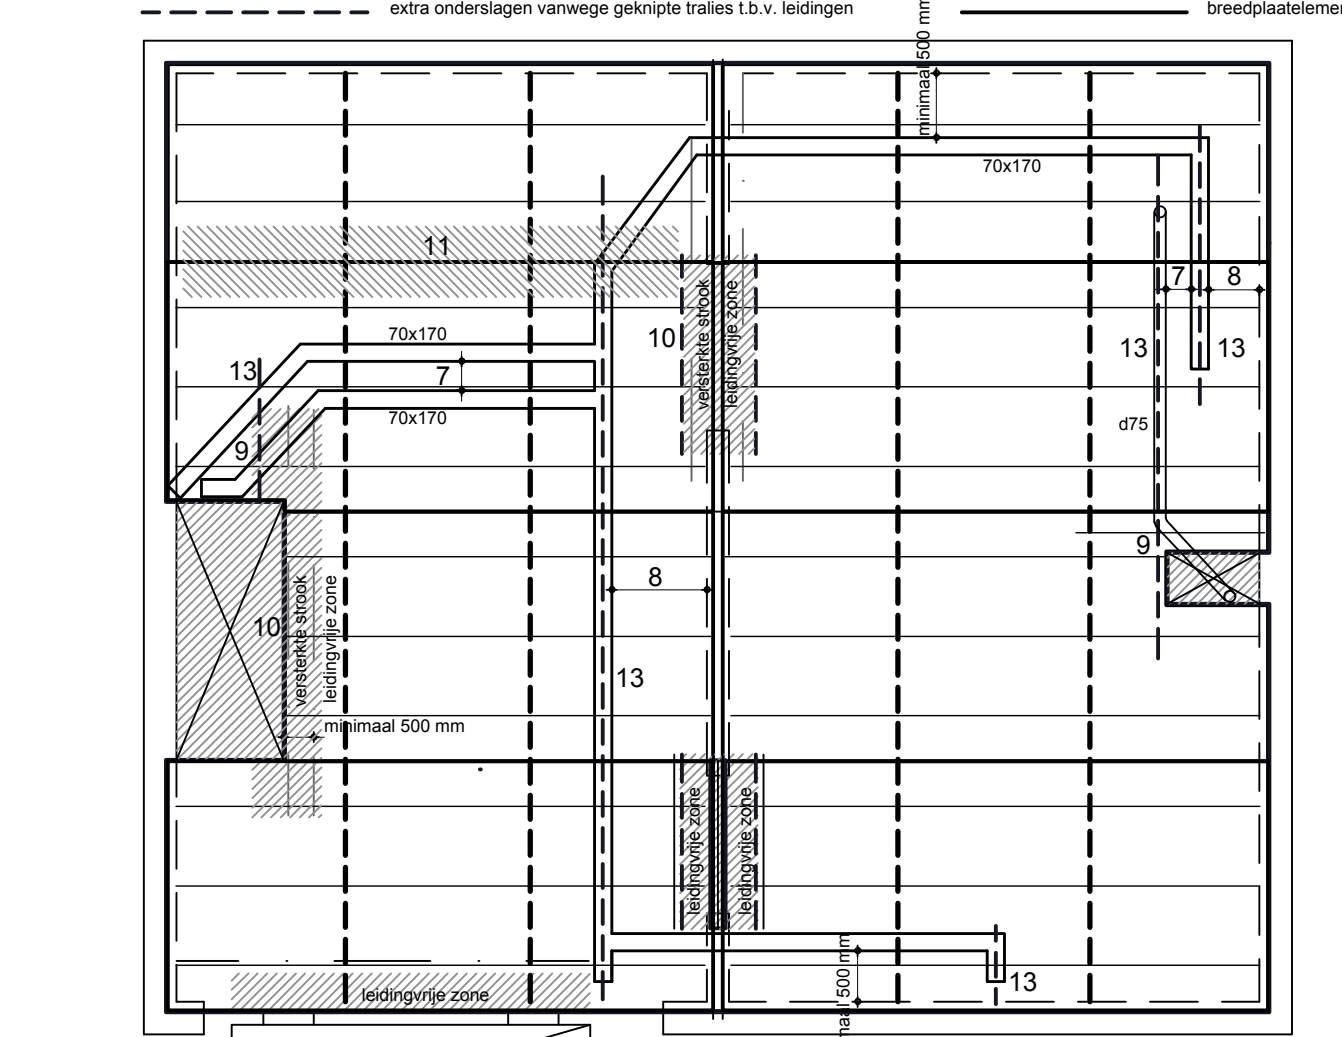 extra onderslagen vanwege geknipte tralies t.b.v. leidingen
breedplaateleme
minimaal 500 mm
70x170
11
7
8
10
versterkte strook
leidingvrije zone
70x170
13
13
13
7
70x170
d75
9
9
8
10
versterkte strook
leidingvrije zone
13
minimaal 500 mm
leidingvrije zone
leidingvrije zone
maal 500 mm
13
leidingvrije zone